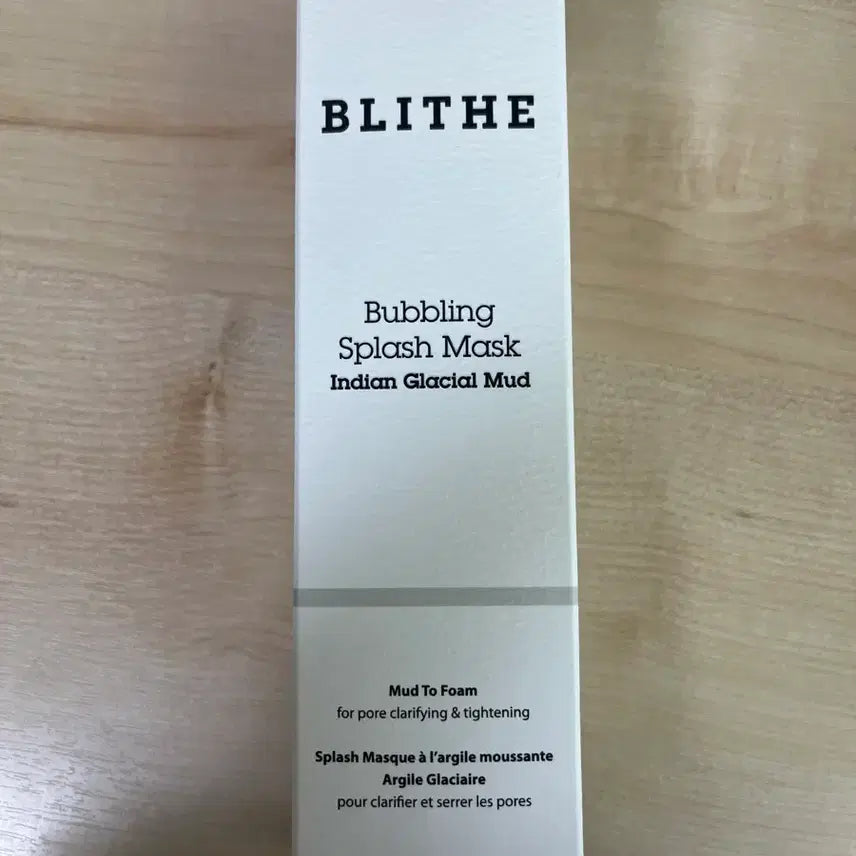 BLITHE
Bubbling
Splash Mask
Indian Glacial Mud
Mud To Foam
for pore clarifying & tightening
Splash Masque à l'argile moussante
Argile Glaciaire
pour clarifier et serrer les pores